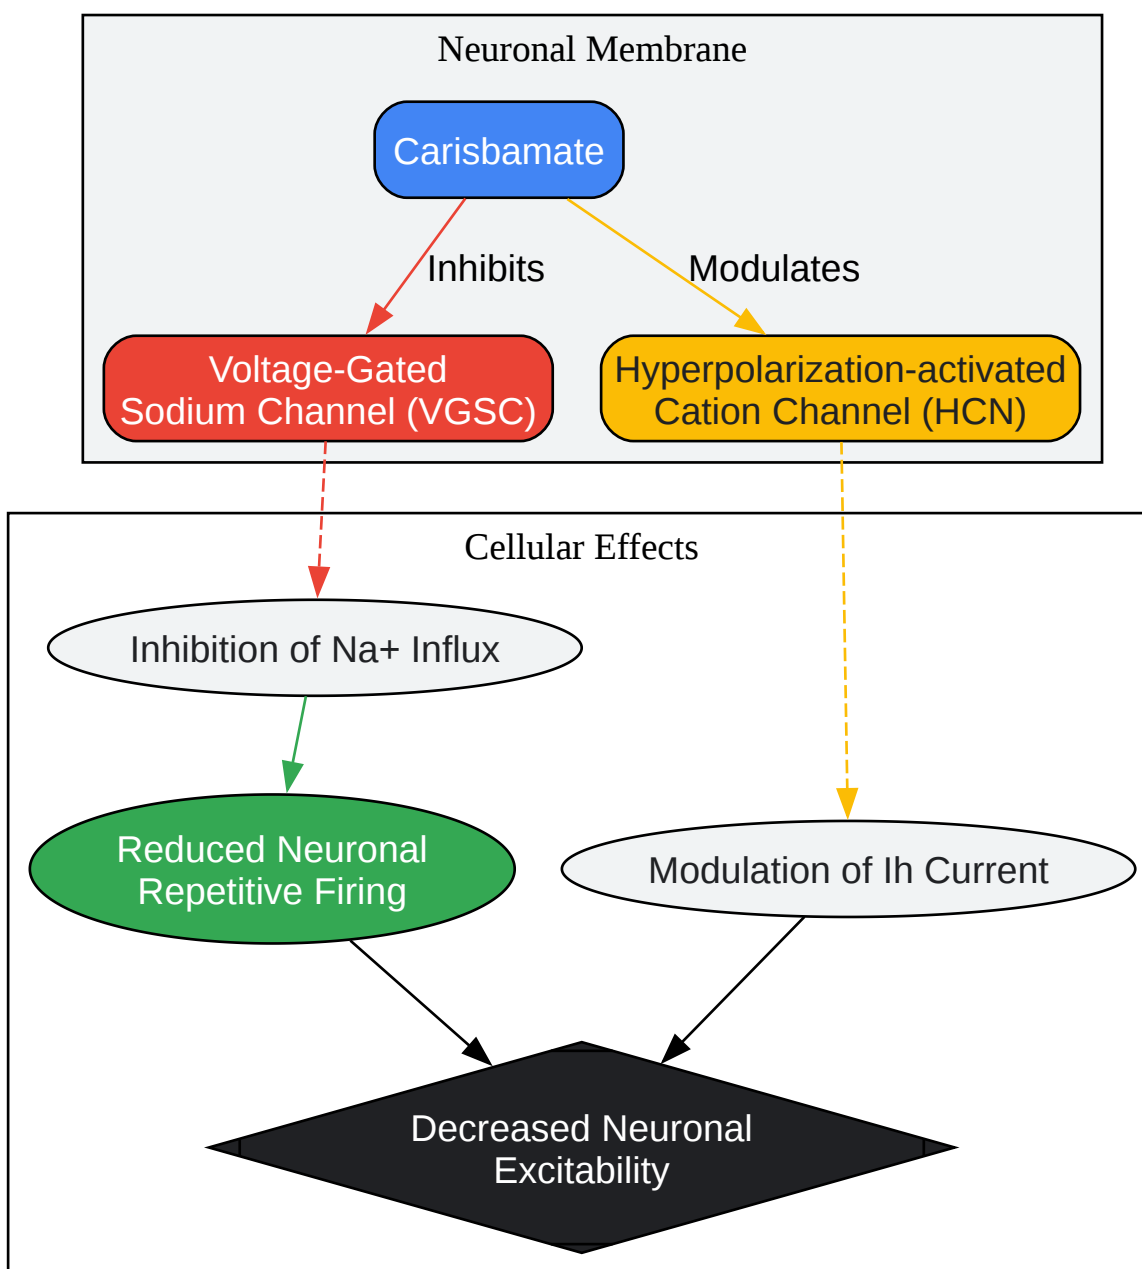 Neuronal Membrane
Carisbamate
Inhibits
Modulates
Voltage-Gated
Sodium Channel (VGSC)
Hyperpolarization-activated
Cation Channel (HCN)
Cellular Effects
Inhibition of Na+ Influx
Reduced Neuronal
Repetitive Firing
Modulation of Ih Current
Decreased Neuronal
Excitability